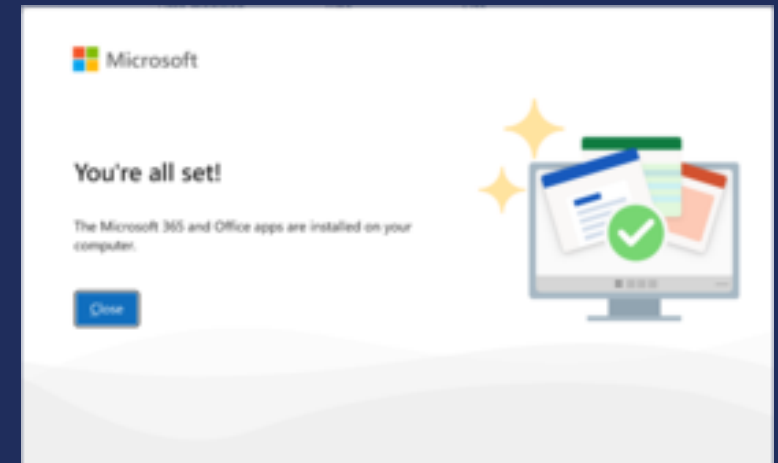 Microsoft
You're all set!
The Microsoft 365 and Office apps are installed on your
computer.
Close